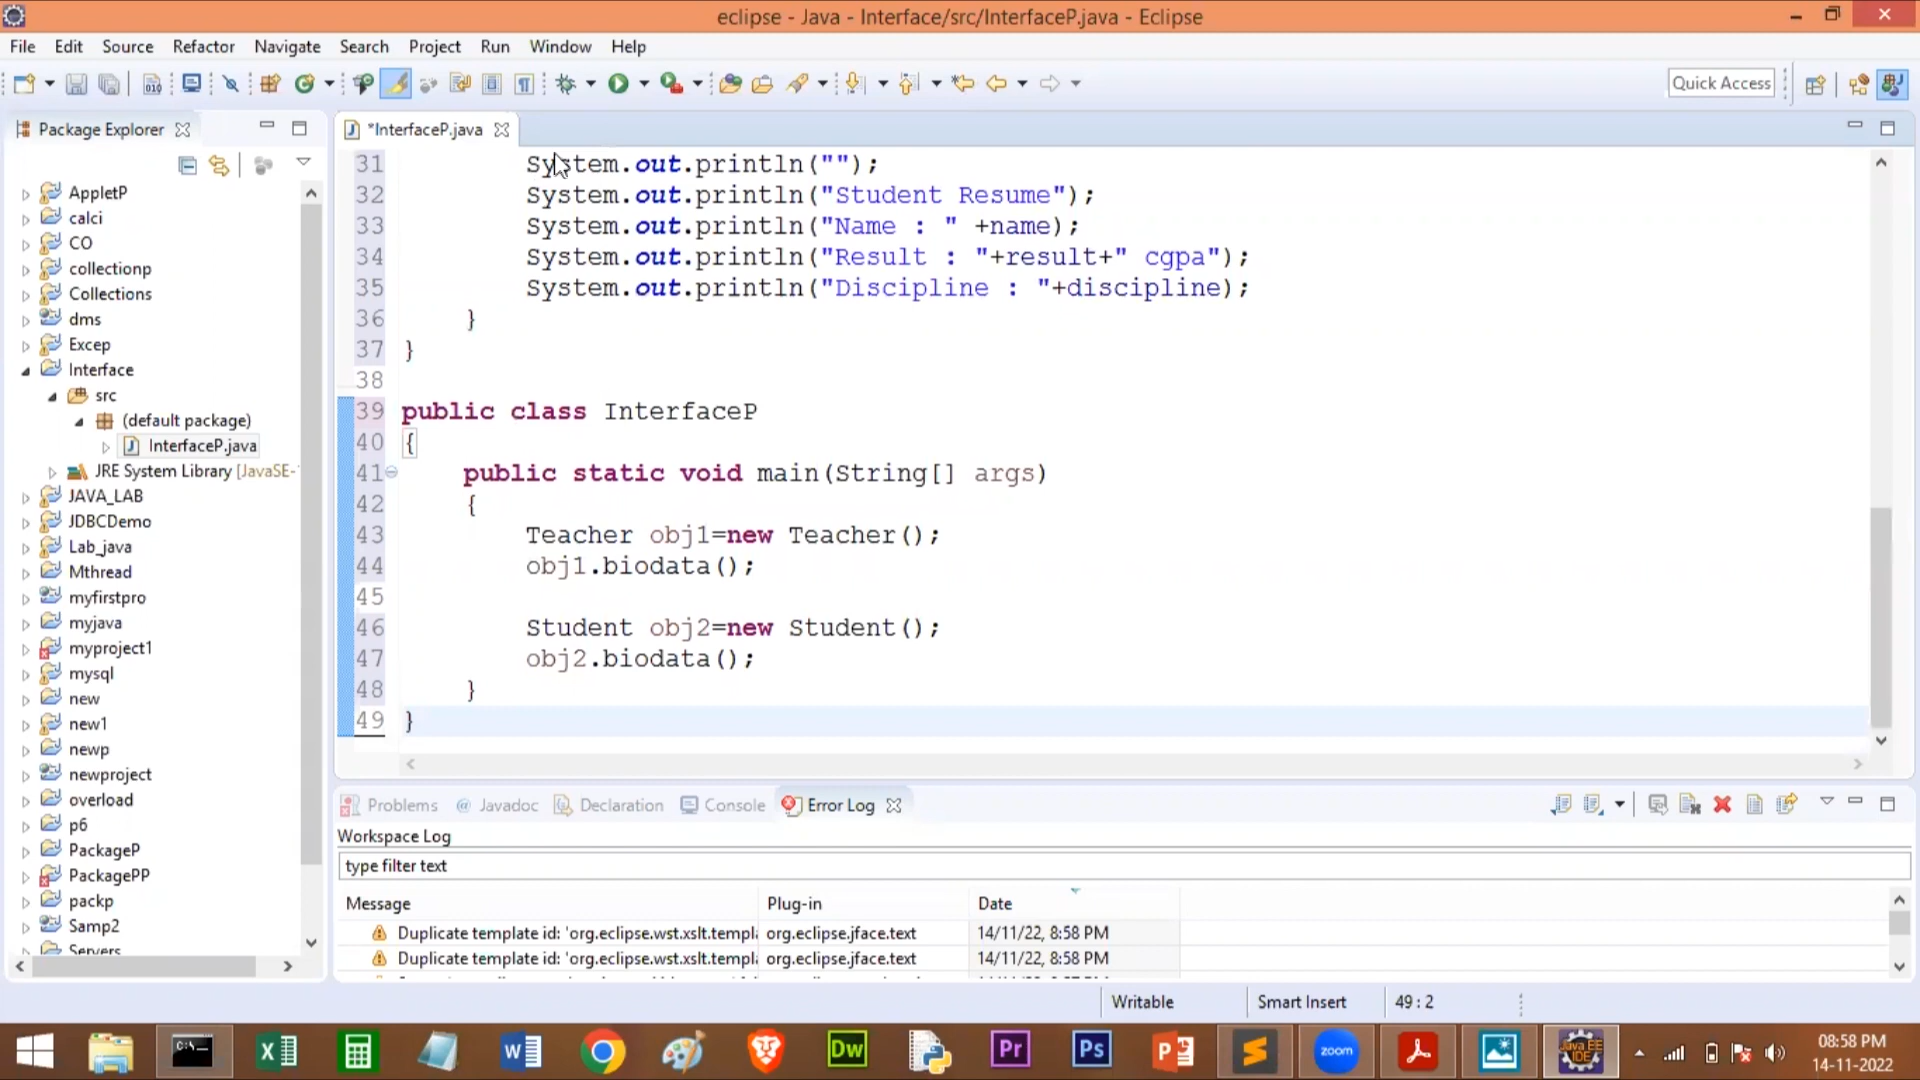 eclipse - Java - Interface/src/InterfaceP.java - Eclipse
File Edit Source Refactor Navigate Search Project Run Window Help
Quick Access
Package Explorer
AppletP
calci
CO
collectionp
Collections
dms
Excep
Interface
src
(default package)
InterfaceP.java
JRE System Library [JavaSE-
JAVA_LAB
JDBCDemo
Lab_java
Mthread
myfirstpro
myjava
myproject1
mysql
new
new1
newp
newproject
overload
p6
PackageP
PackagePP
packp
Samp2
Servers
*InterfaceP.java
31 System.out.println("");
32 System.out.println("Student Resume");
33 System.out.println("Name : " +name);
34 System.out.println("Result : "+result+" cgpa");
35 System.out.println("Discipline : "+discipline);
36 }
37 }
38
39 public class InterfaceP
40 {
41 public static void main(String[] args)
42 {
43 Teacher obj1=new Teacher();
44 obj1.biodata();
45
46 Student obj2=new Student();
47 obj2.biodata();
48 }
49 }
Problems @ Javadoc Declaration Console Error Log
Workspace Log
type filter text
Message Plug-in Date
Duplicate template id: 'org.eclipse.wst.xslt.templ org.eclipse.jface.text 14/11/22, 8:58 PM
Duplicate template id: 'org.eclipse.wst.xslt.templ org.eclipse.jface.text 14/11/22, 8:58 PM
Writable Smart Insert 49 : 2
Dw Pr Ps zoom Java EE IDE
08:58 PM
14-11-2022